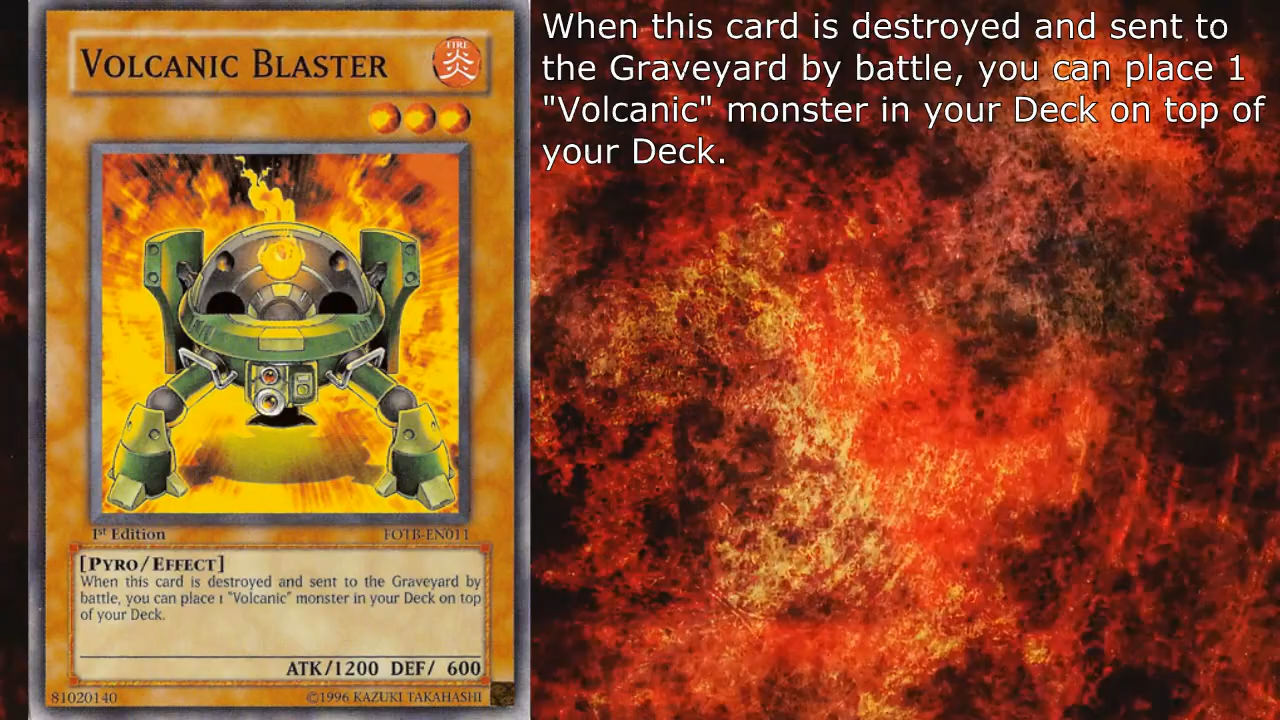 VOLCANIC BLASTER
FIRE
炎
When this card is destroyed and sent to
the Graveyard by battle, you can place 1
"Volcanic" monster in your Deck on top of
your Deck.
1st Edition
FOTB-EN011
[PYRO/EFFECT]
When this card is destroyed and sent to the Graveyard by
battle, you can place 1 "Volcanic" monster in your Deck on top
of your Deck.
ATK/1200 DEF/ 600
81020140
©1996 KAZUKI TAKAHASHI